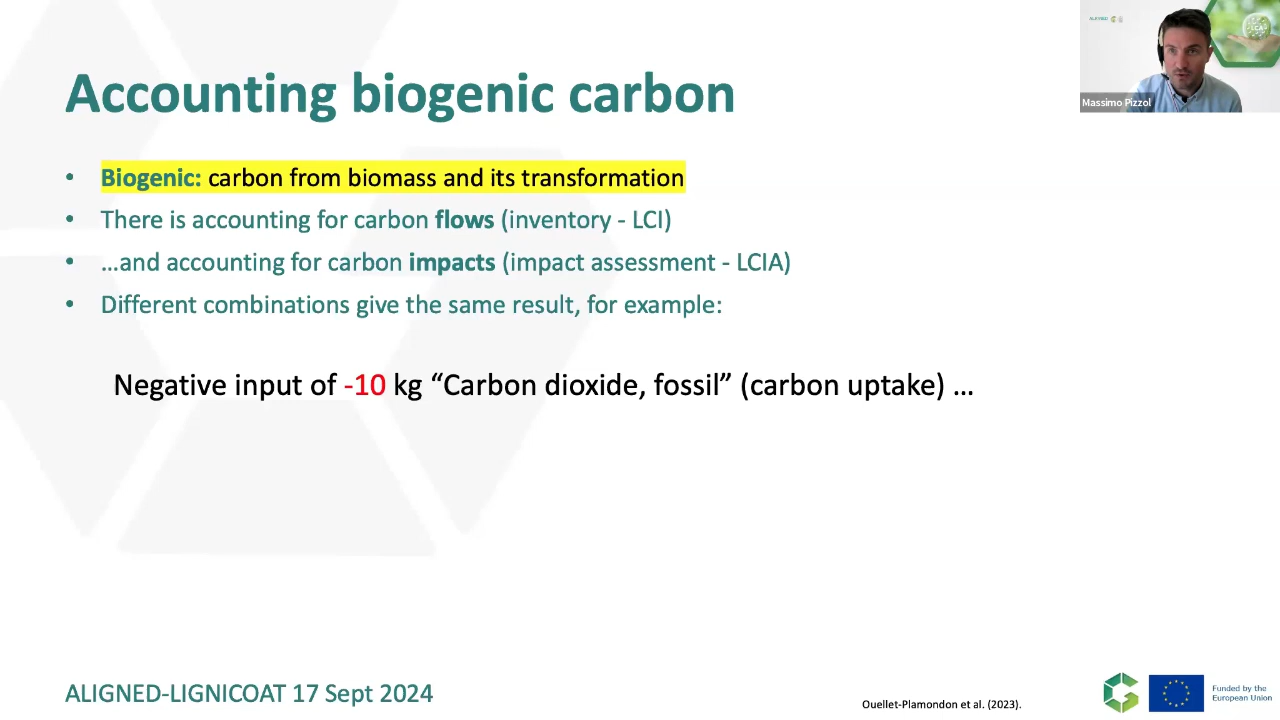 Accounting biogenic carbon
Massimo Pizzol
LCA
• Biogenic: carbon from biomass and its transformation
• There is accounting for carbon flows (inventory - LCI)
• …and accounting for carbon impacts (impact assessment - LCIA)
• Different combinations give the same result, for example:
Negative input of -10 kg “Carbon dioxide, fossil” (carbon uptake) …
ALIGNED-LIGNICOAT 17 Sept 2024
Ouellet-Plamondon et al. (2023).
Funded by the
European Union